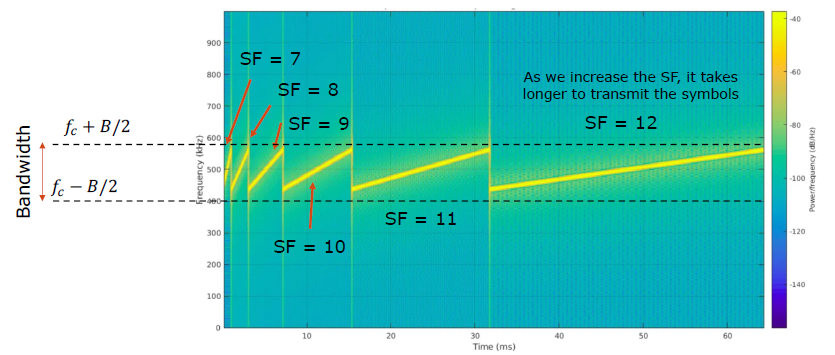 SF = 7
SF = 8
SF = 9
As we increase the SF, it takes
longer to transmit the symbols
SF = 12
SF = 11
SF = 10
Bandwidth
f_c + B/2
f_c − B/2
Frequency (kHz)
900
800
700
600
500
400
300
200
100
0
10
20
30
40
50
60
Time (ms)
-40
-60
-80
-100
-120
-140
Power/frequency (dB/Hz)